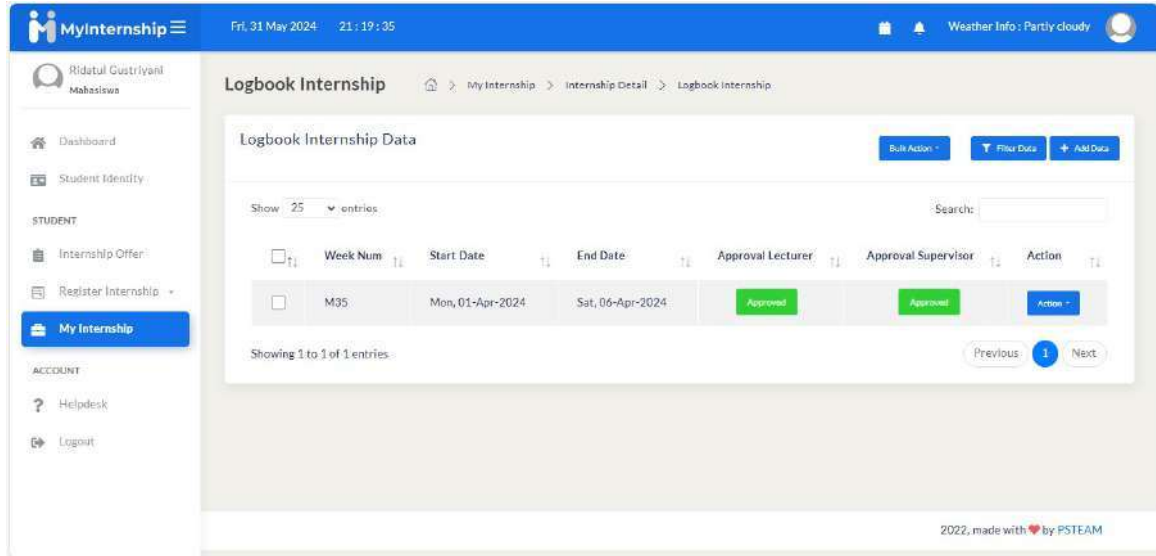 MyInternship
Fri, 31 May 2024 21:19:35
Weather Info : Partly cloudy
Ridatul Gustriyani
Mahasiswa
Dashboard
Student Identity
STUDENT
Internship Offer
Register Internship
My Internship
ACCOUNT
Helpdesk
Logout
Logbook Internship
My Internship > Internship Detail > Logbook Internship
Logbook Internship Data
Bulk Action
Filter Data
+ Add Data
Show 25 entries
Search:
Week Num Start Date End Date Approval Lecturer Approval Supervisor Action
M35 Mon, 01-Apr-2024 Sat, 06-Apr-2024 Approved Approved Action
Showing 1 to 1 of 1 entries
Previous 1 Next
2022, made with ❤ by PSTEAM